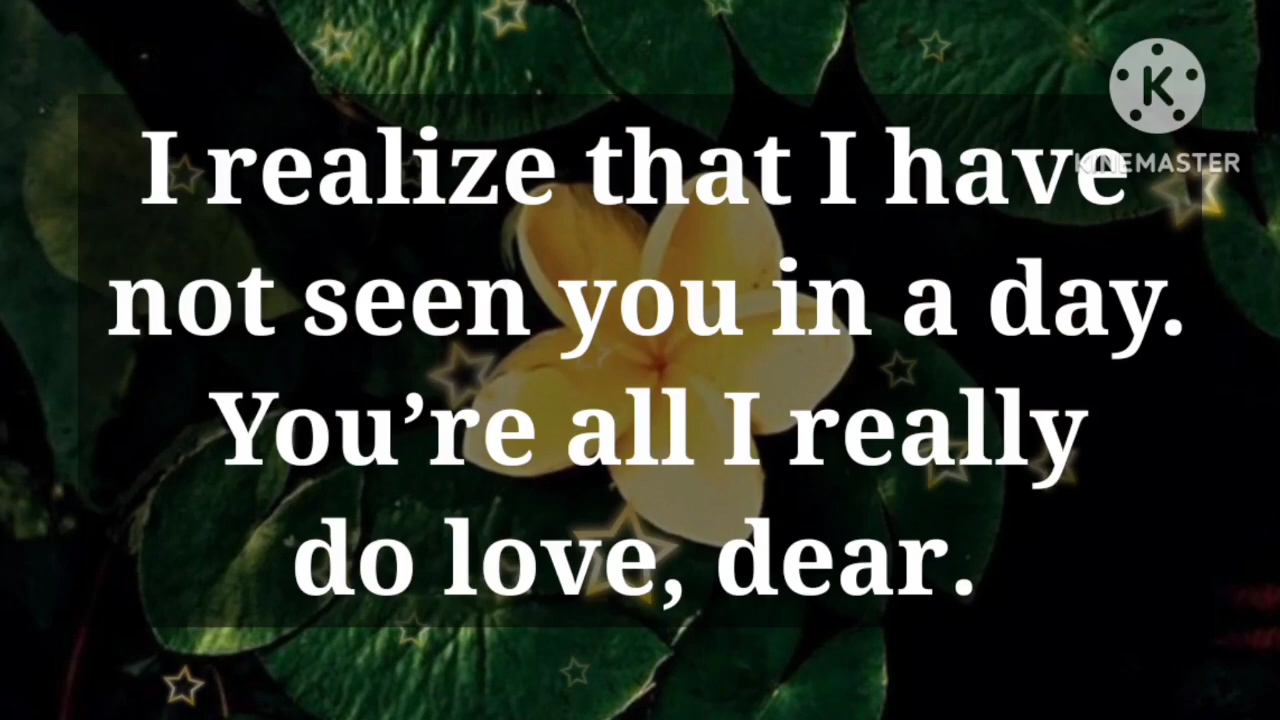 K
KINEMASTER
I realize that I have
not seen you in a day.
You’re all I really
do love, dear.